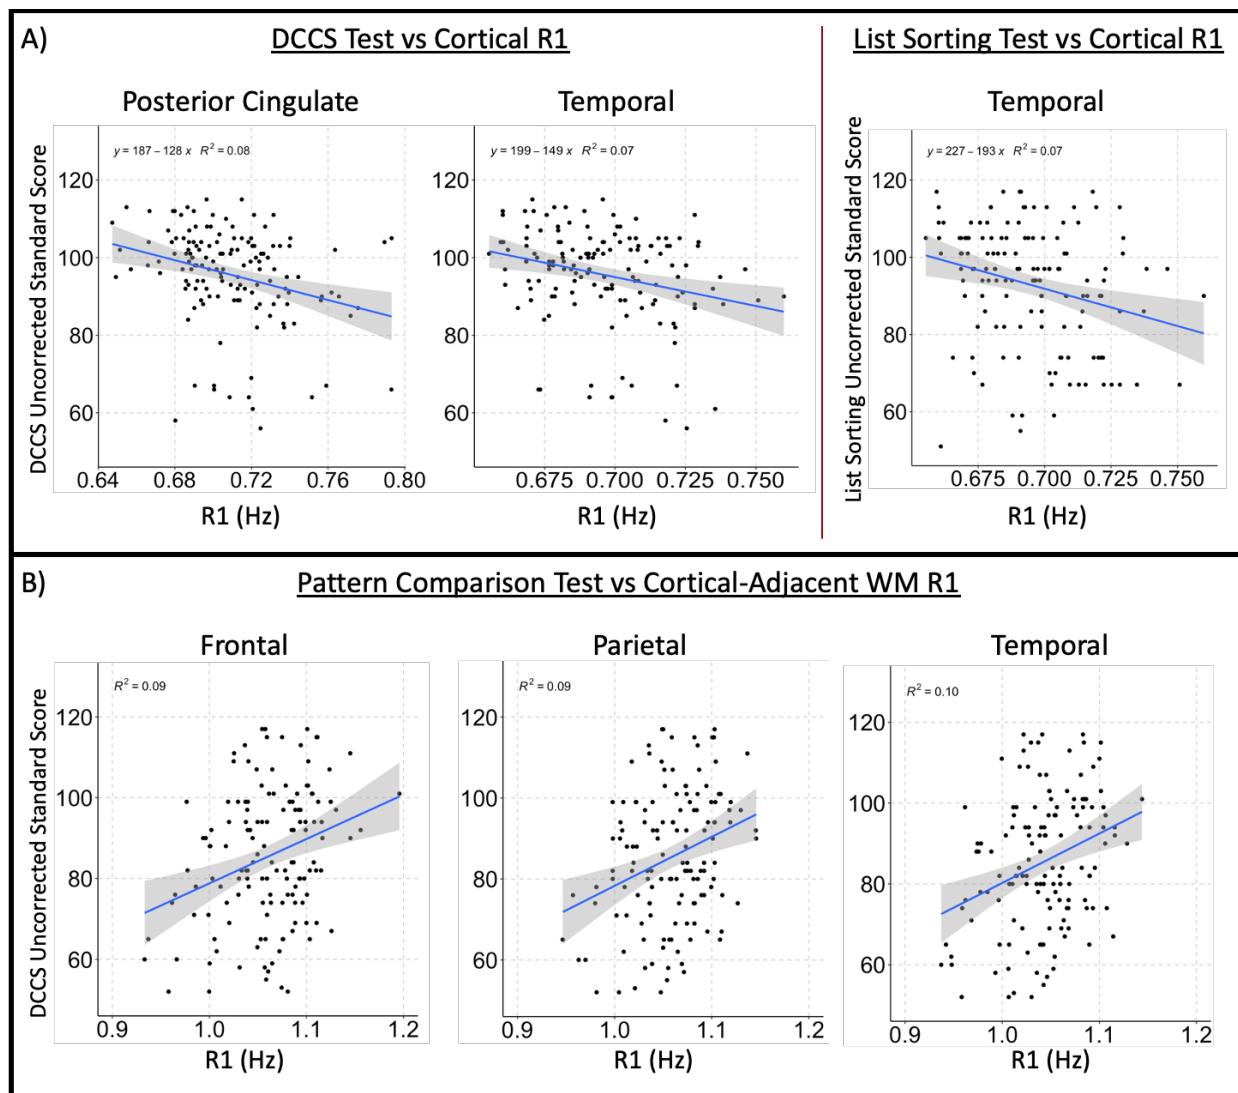 A)
DCCS Test vs Cortical R1
List Sorting Test vs Cortical R1
Posterior Cingulate
Temporal
Temporal
DCCS Uncorrected Standard Score
y = 187 – 128 x R² = 0.08
120
100
80
60
0.64 0.68 0.72 0.76 0.80
R1 (Hz)
y = 199 – 149 x R² = 0.07
120
100
80
60
0.675 0.700 0.725 0.750
R1 (Hz)
List Sorting Uncorrected Standard Score
y = 227 – 193 x R² = 0.07
120
100
80
60
0.675 0.700 0.725 0.750
R1 (Hz)
B)
Pattern Comparison Test vs Cortical-Adjacent WM R1
Frontal
Parietal
Temporal
DCCS Uncorrected Standard Score
R² = 0.09
120
100
80
60
0.9 1.0 1.1 1.2
R1 (Hz)
R² = 0.09
120
100
80
60
0.9 1.0 1.1 1.2
R1 (Hz)
R² = 0.10
120
100
80
60
0.9 1.0 1.1 1.2
R1 (Hz)